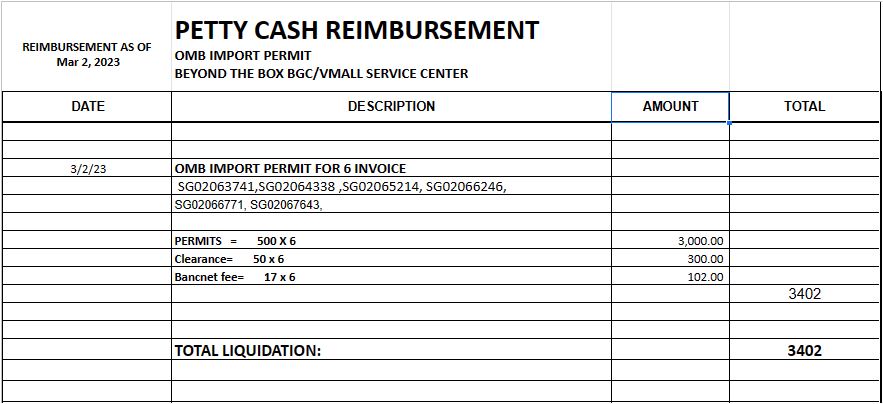 PETTY CASH REIMBURSEMENT
REIMBURSEMENT AS OF
Mar 2, 2023
OMB IMPORT PERMIT
BEYOND THE BOX BGC/VMALL SERVICE CENTER
DATE DESCRIPTION AMOUNT TOTAL
3/2/23 OMB IMPORT PERMIT FOR 6 INVOICE
SG02063741,SG02064338 ,SG02065214, SG02066246,
SG02066771, SG02067643,
PERMITS = 500 X 6 3,000.00
Clearance= 50 x 6 300.00
Bancnet fee= 17 x 6 102.00
3402
TOTAL LIQUIDATION: 3402